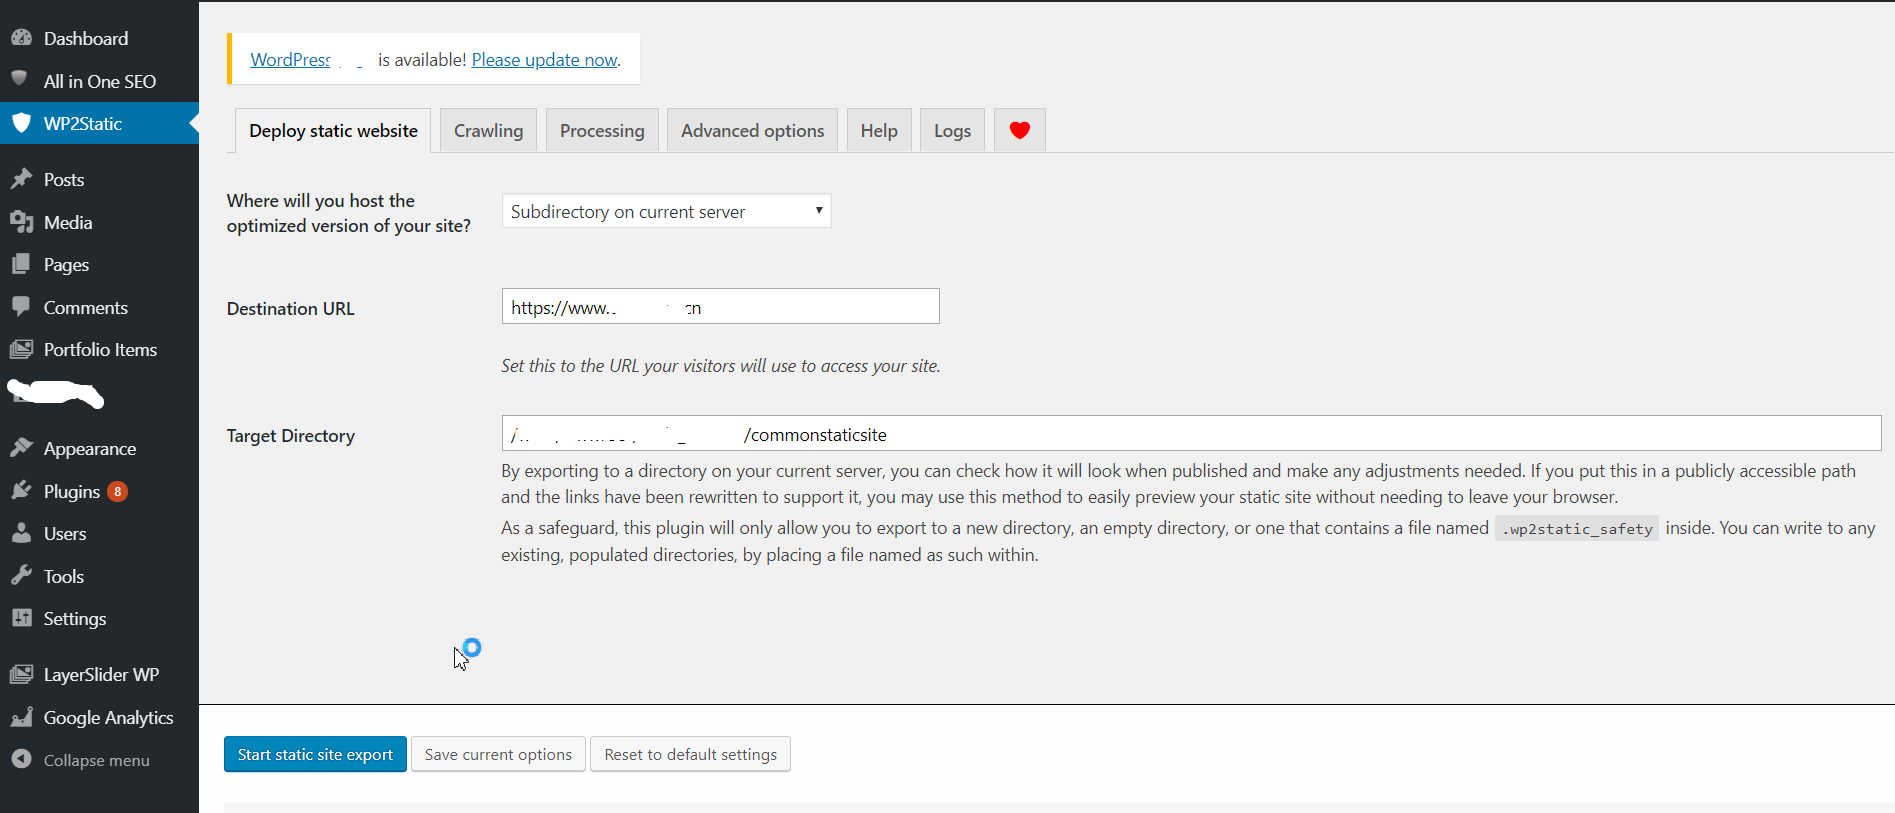 Dashboard
All in One SEO
WP2Static
Posts
Media
Pages
Comments
Portfolio Items
Appearance
Plugins 8
Users
Tools
Settings
LayerSlider WP
Google Analytics
Collapse menu
WordPress is available! Please update now.
Deploy static website
Crawling
Processing
Advanced options
Help
Logs
Where will you host the
optimized version of your site?
Subdirectory on current server
Destination URL
https://www. cn
Set this to the URL your visitors will use to access your site.
Target Directory
/commonstaticsite
By exporting to a directory on your current server, you can check how it will look when published and make any adjustments needed. If you put this in a publicly accessible path
and the links have been rewritten to support it, you may use this method to easily preview your static site without needing to leave your browser.
As a safeguard, this plugin will only allow you to export to a new directory, an empty directory, or one that contains a file named .wp2static_safety inside. You can write to any
existing, populated directories, by placing a file named as such within.
Start static site export
Save current options
Reset to default settings